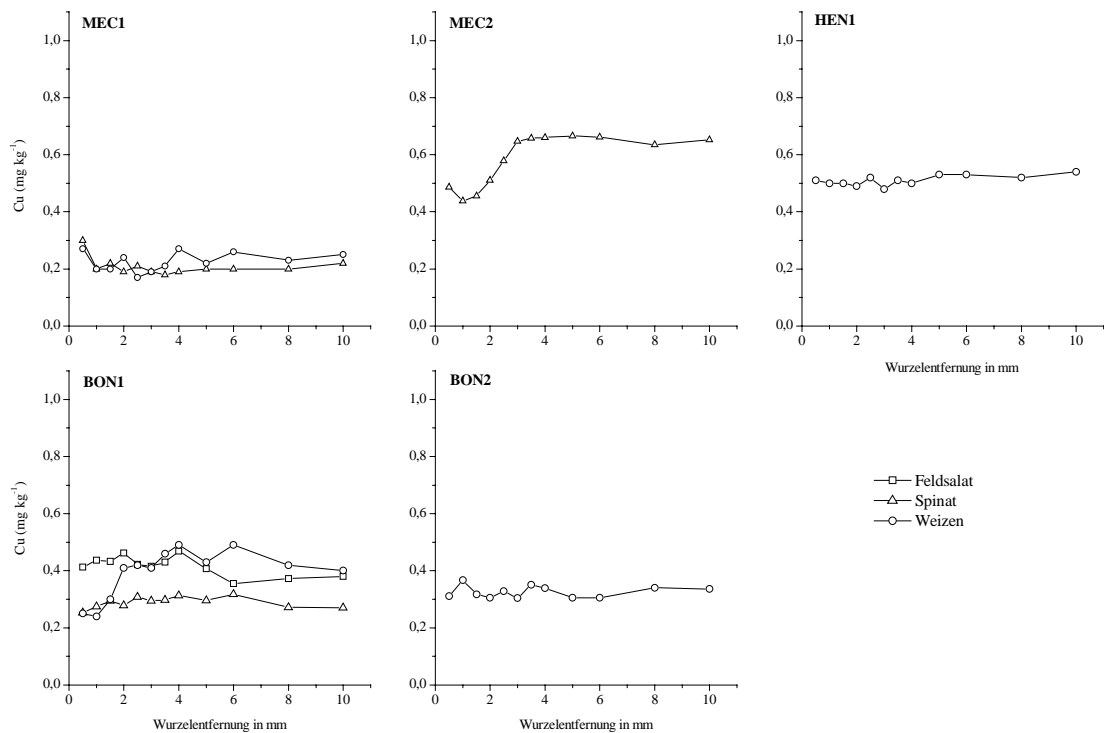 MEC1
1,0
0,8
0,6
0,4
0,2
0,0
Cu (mg kg⁻¹)
0 2 4 6 8 10
MEC2
1,0
0,8
0,6
0,4
0,2
0,0
0 2 4 6 8 10
HEN1
1,0
0,8
0,6
0,4
0,2
0,0
0 2 4 6 8 10
Wurzelentfernung in mm
BON1
1,0
0,8
0,6
0,4
0,2
0,0
Cu (mg kg⁻¹)
0 2 4 6 8 10
Wurzelentfernung in mm
BON2
1,0
0,8
0,6
0,4
0,2
0,0
0 2 4 6 8 10
Wurzelentfernung in mm
Feldsalat
Spinat
Weizen